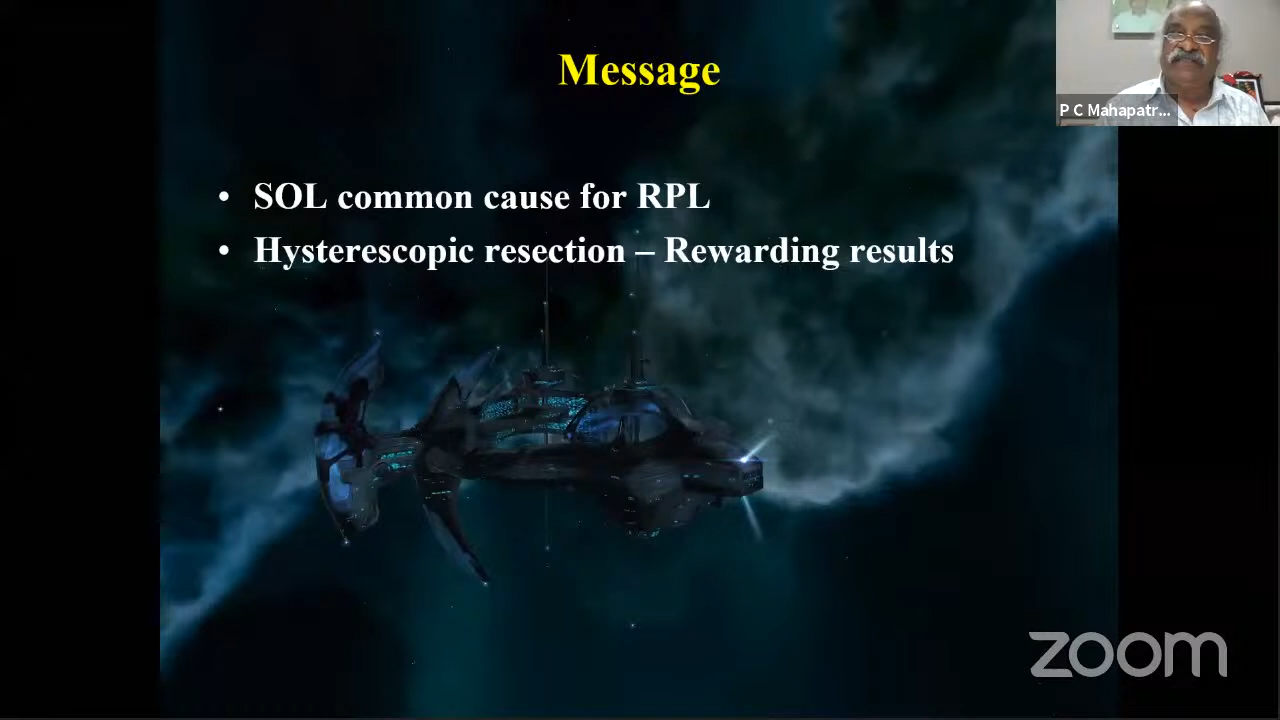 Message
P C Mahapatr...
• SOL common cause for RPL
• Hysterescopic resection – Rewarding results
zoom